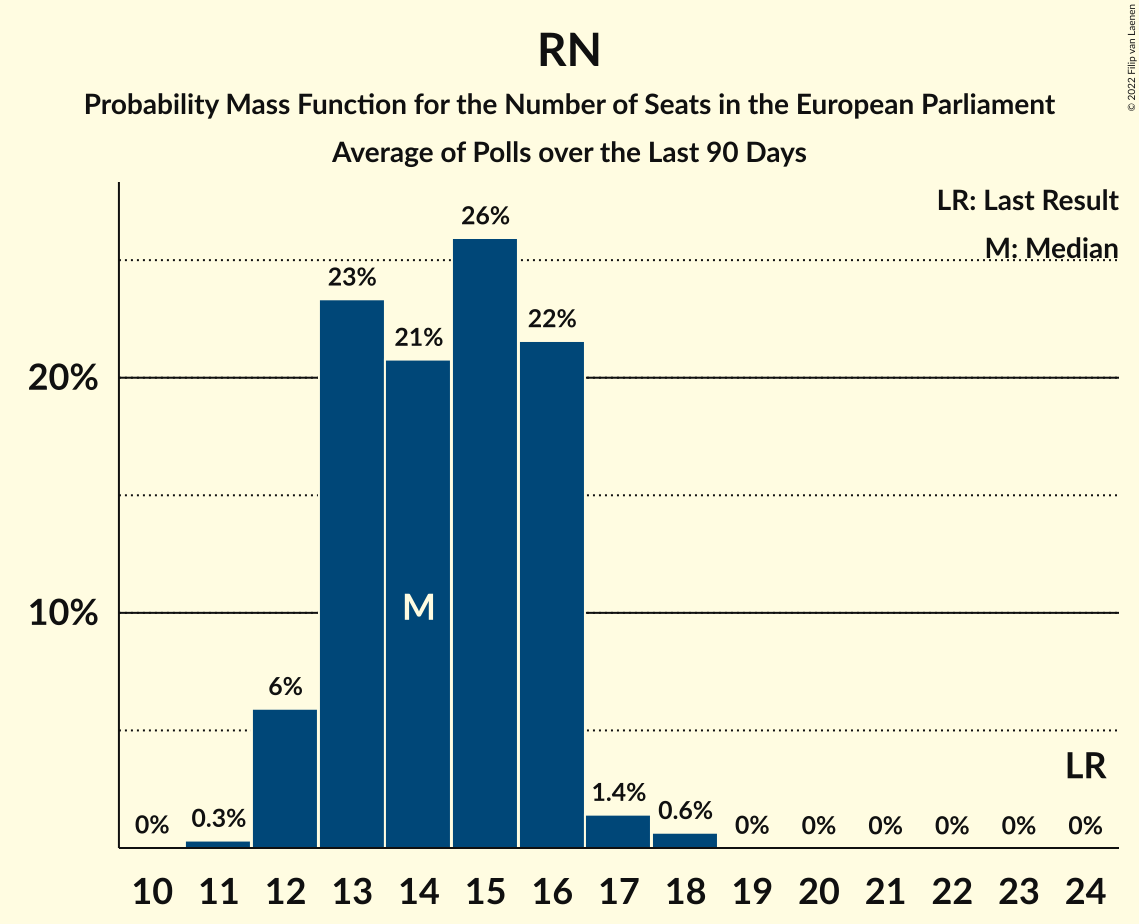 RN
Probability Mass Function for the Number of Seats in the European Parliament
Average of Polls over the Last 90 Days
© 2022 Filip van Laenen
LR: Last Result
M: Median
26%
23%
22%
21%
20%
M
10%
6%
LR
1.4%
0.6%
0.3%
0% 0% 0% 0% 0% 0% 0%
10 11 12 13 14 15 16 17 18 19 20 21 22 23 24